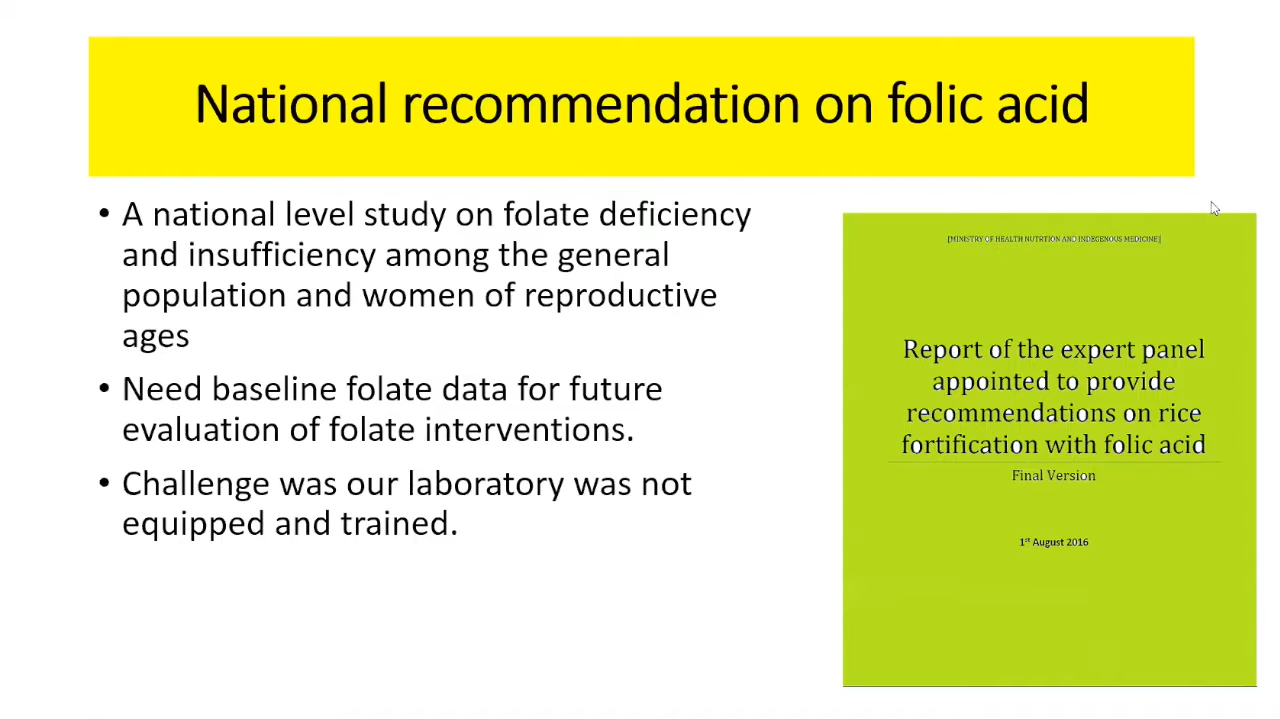 National recommendation on folic acid
• A national level study on folate deficiency
and insufficiency among the general
population and women of reproductive
ages
• Need baseline folate data for future
evaluation of folate interventions.
• Challenge was our laboratory was not
equipped and trained.
[MINISTRY OF HEALTH NUTRTION AND INDEGENOUS MEDICINE]
Report of the expert panel
appointed to provide
recommendations on rice
fortification with folic acid
Final Version
1st August 2016